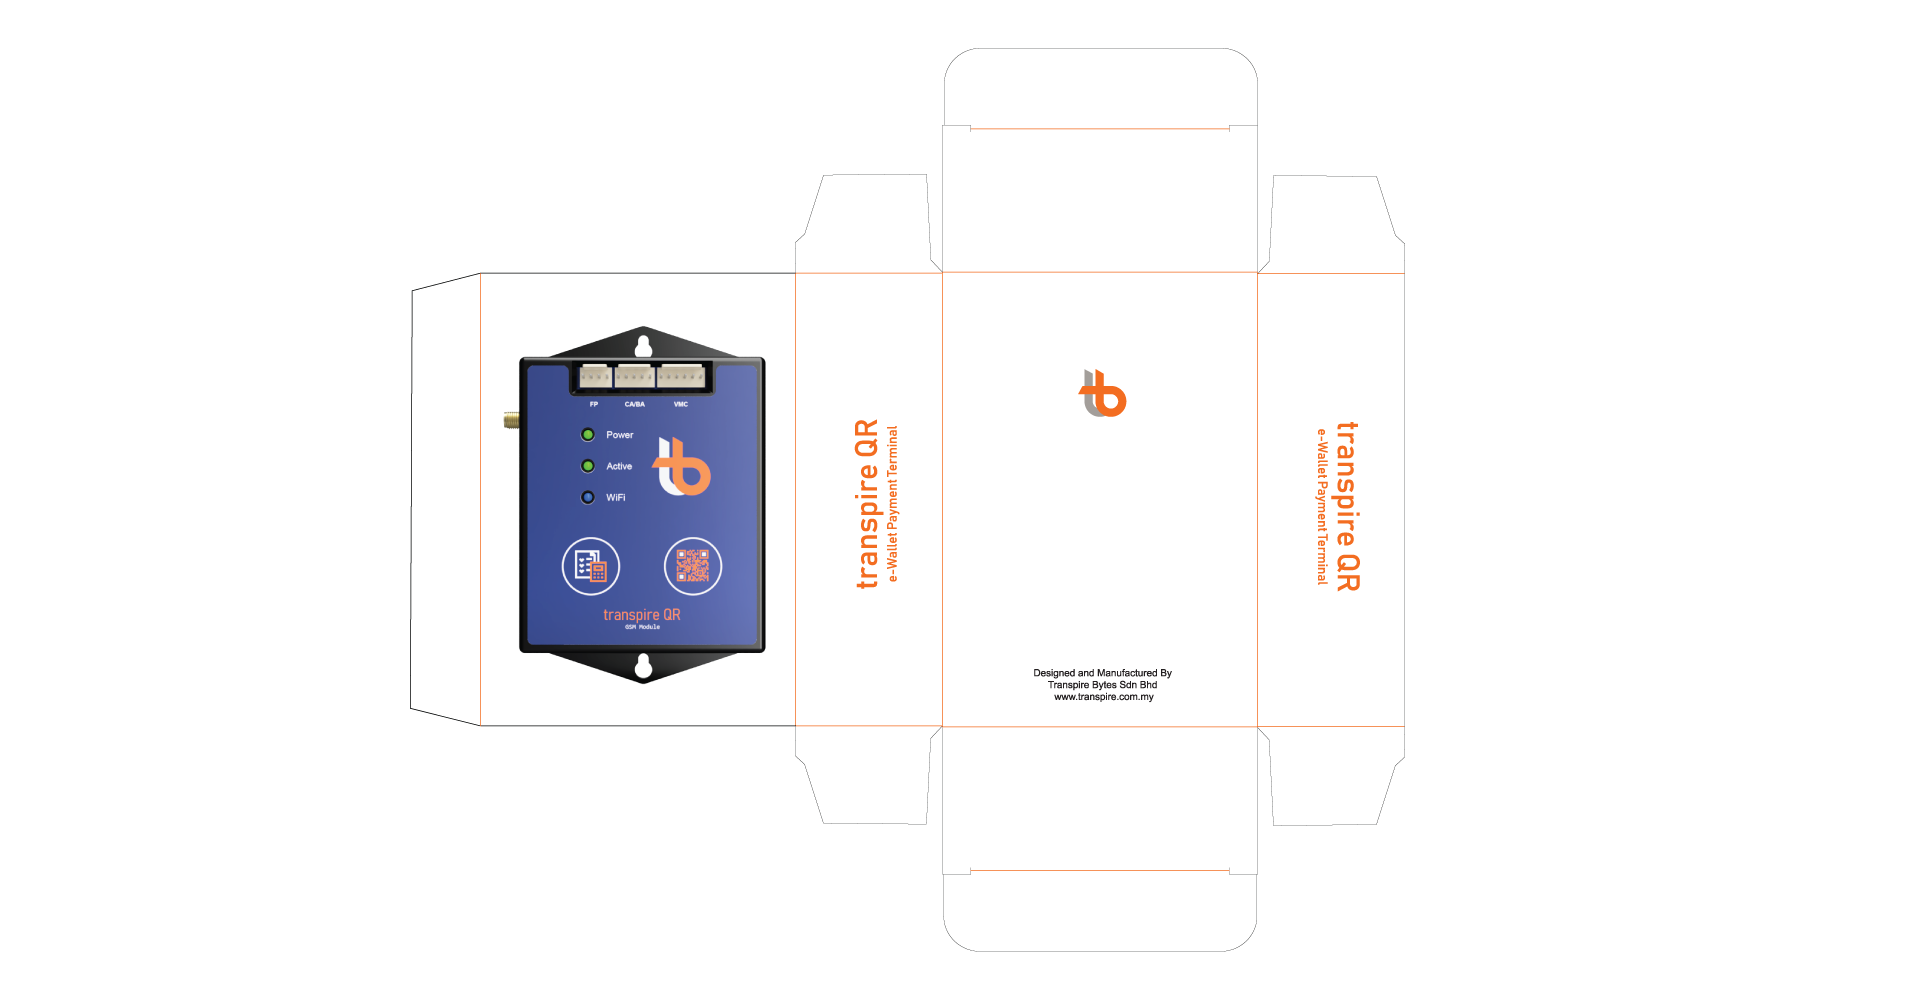 FP CA/BA VMC
Power
Active
WiFi
transpire QR
GSM Module
transpire QR
e-Wallet Payment Terminal
Designed and Manufactured By
Transpire Bytes Sdn Bhd
www.transpire.com.my
transpire QR
e-Wallet Payment Terminal